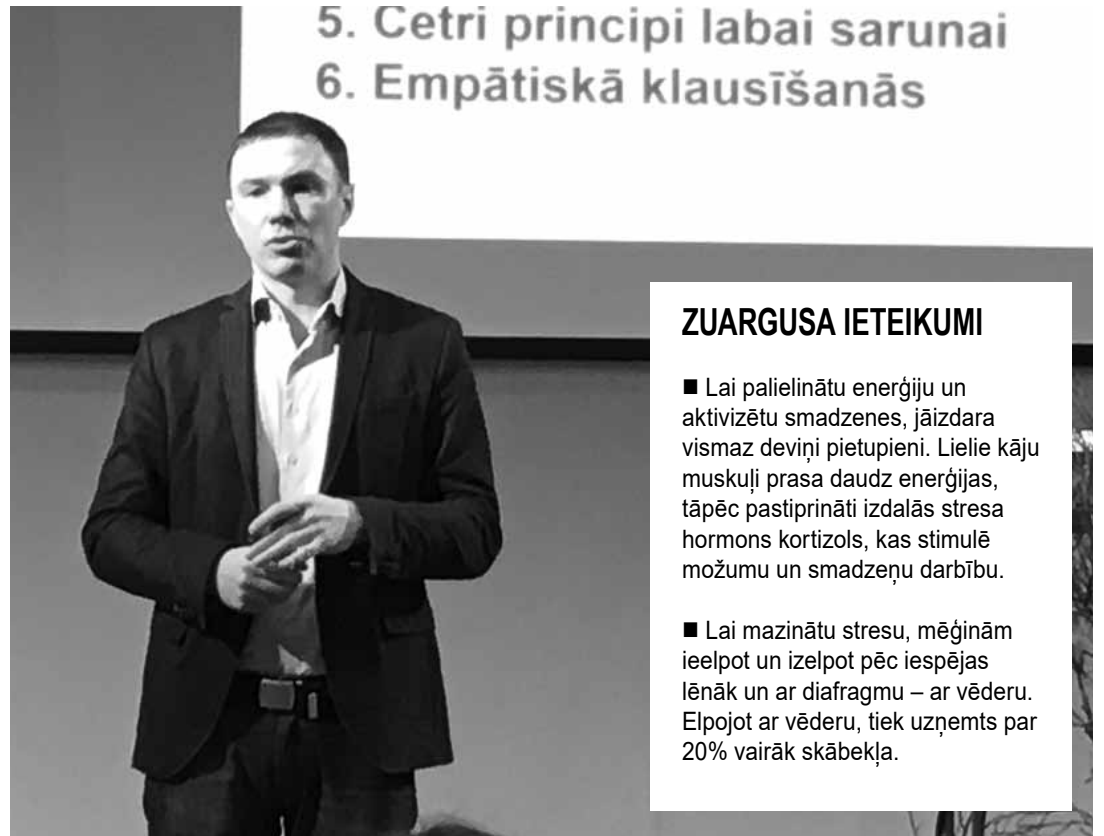 5. Četri principi labai sarunai
6. Empātiskā klausīšanās
ZUARGUSA IETEIKUMI
■ Lai palielinātu enerģiju un
aktivizētu smadzenes, jāizdara
vismaz deviņi pietupieni. Lielie kāju
muskuļi prasa daudz enerģijas,
tāpēc pastiprināti izdalās stresa
hormons kortizols, kas stimulē
možumu un smadzeņu darbību.
■ Lai mazinātu stresu, mēģinām
ieelpot un izelpot pēc iespējas
lēnāk un ar diafragmu – ar vēderu.
Elpojot ar vēderu, tiek uzņemts par
20% vairāk skābekļa.